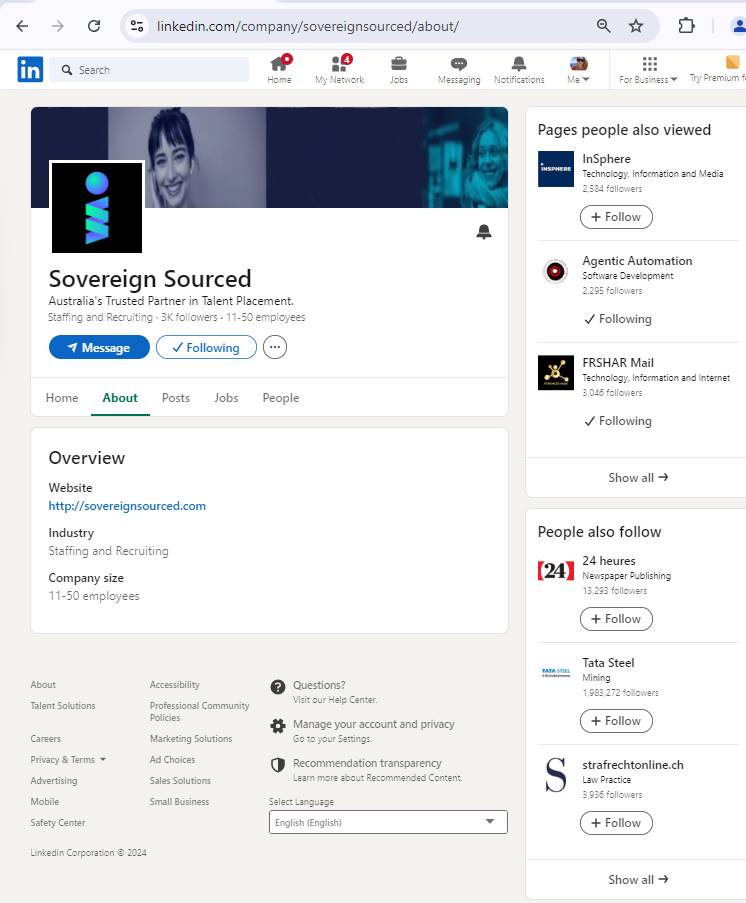 linkedin.com/company/sovereignsourced/about/
in
Search
4
Home
My Network
Jobs
Messaging
Notifications
Me
For Business
Try Premium f
Sovereign Sourced
Australia's Trusted Partner in Talent Placement.
Staffing and Recruiting · 3K followers · 11-50 employees
Message
Following
Home
About
Posts
Jobs
People
Overview
Website
http://sovereignsourced.com
Industry
Staffing and Recruiting
Company size
11-50 employees
Pages people also viewed
INSPHERE
InSphere
Technology, Information and Media
2,584 followers
+ Follow
Agentic Automation
Software Development
2,295 followers
Following
FRSHAR Mail
Technology, Information and Internet
3,046 followers
Following
Show all →
People also follow
24
24 heures
Newspaper Publishing
13,293 followers
+ Follow
TATA STEEL
Tata Steel
Mining
1,983,272 followers
+ Follow
S
strafrechtonline.ch
Law Practice
3,936 followers
+ Follow
Show all →
About
Accessibility
Talent Solutions
Professional Community
Policies
Careers
Marketing Solutions
Privacy & Terms
Ad Choices
Advertising
Sales Solutions
Mobile
Small Business
Safety Center
Questions?
Visit our Help Center.
Manage your account and privacy
Go to your Settings.
Recommendation transparency
Learn more about Recommended Content.
Select Language
English (English)
LinkedIn Corporation © 2024